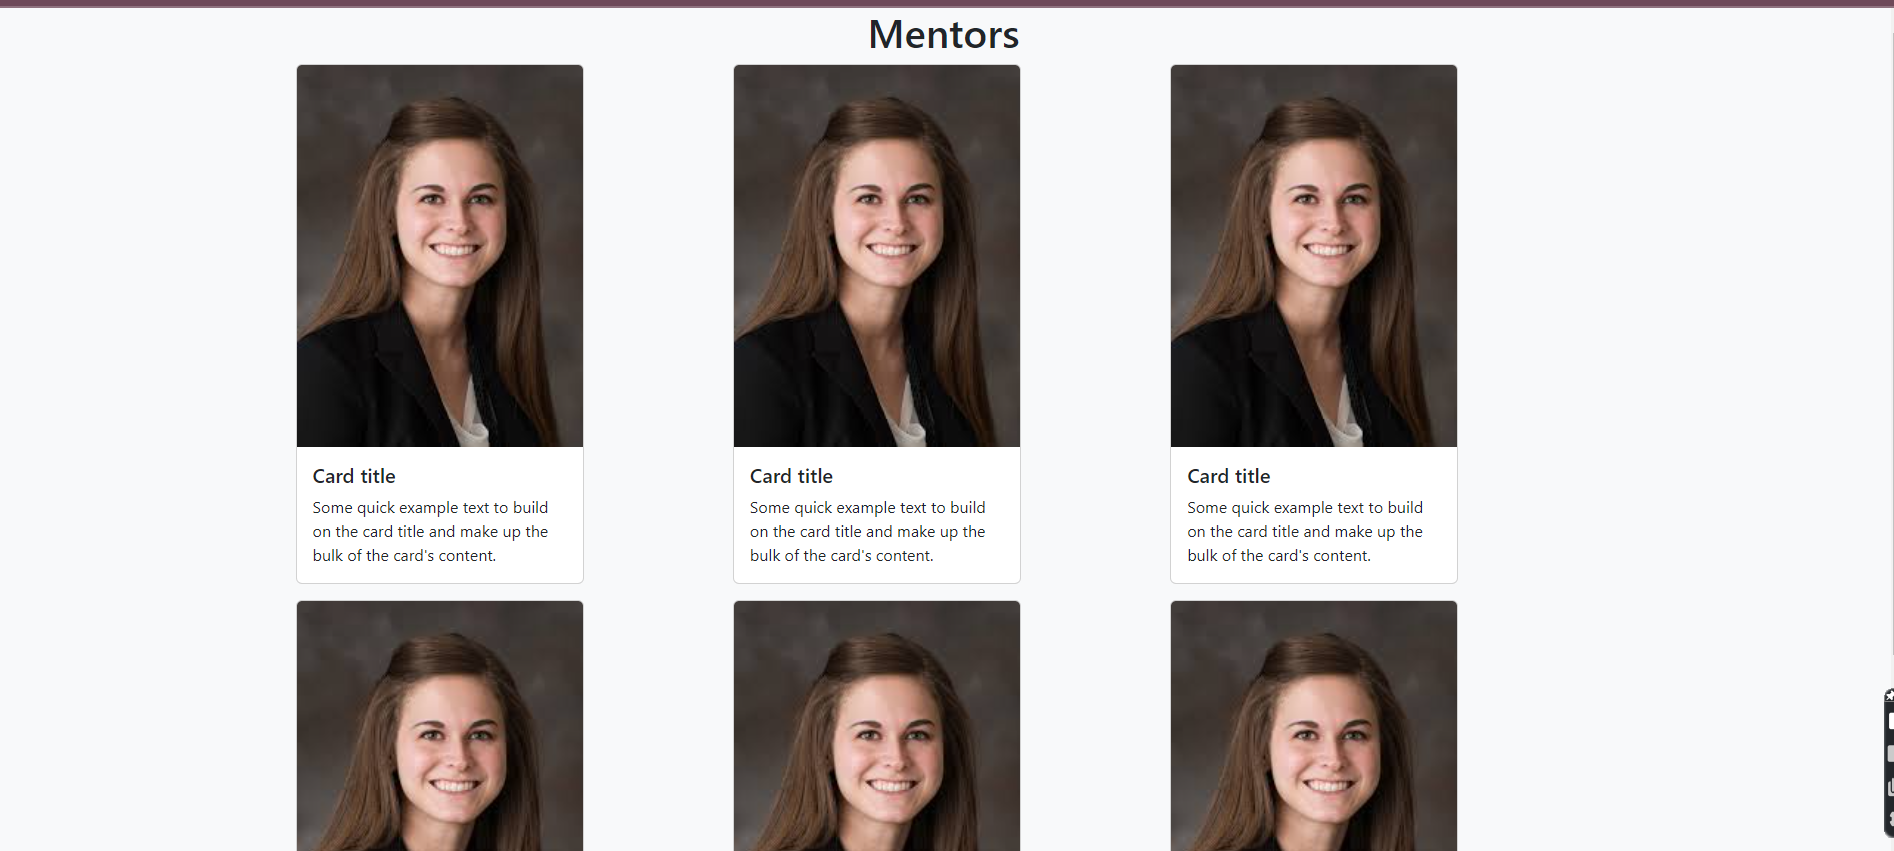 Mentors
Card title
Some quick example text to build
on the card title and make up the
bulk of the card's content.
Card title
Some quick example text to build
on the card title and make up the
bulk of the card's content.
Card title
Some quick example text to build
on the card title and make up the
bulk of the card's content.